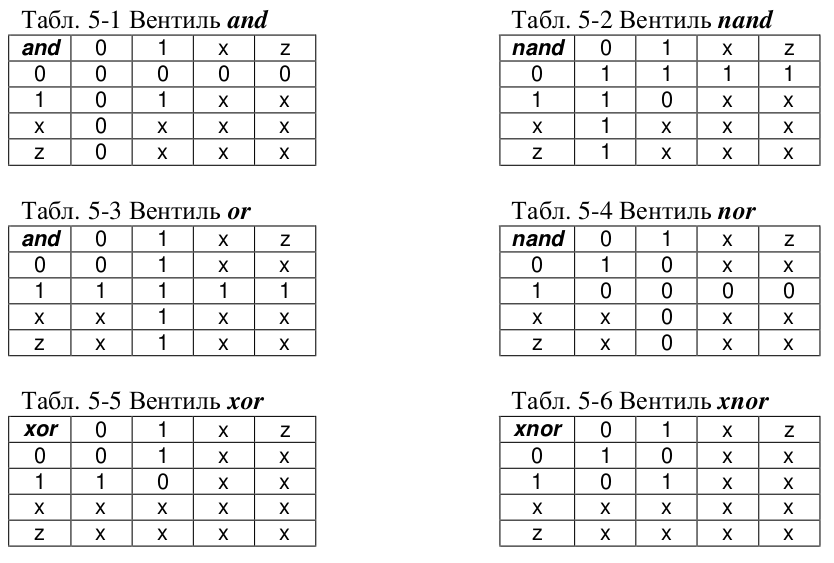 Табл. 5-1 Вентиль and
and 0 1 x z
0 0 0 0 0
1 0 1 x x
x 0 x x x
z 0 x x x
Табл. 5-2 Вентиль nand
nand 0 1 x z
0 1 1 1 1
1 1 0 x x
x 1 x x x
z 1 x x x
Табл. 5-3 Вентиль or
and 0 1 x z
0 0 1 x x
1 1 1 1 1
x x 1 x x
z x 1 x x
Табл. 5-4 Вентиль nor
nand 0 1 x z
0 1 0 x x
1 0 0 0 0
x x 0 x x
z x 0 x x
Табл. 5-5 Вентиль xor
xor 0 1 x z
0 0 1 x x
1 1 0 x x
x x x x x
z x x x x
Табл. 5-6 Вентиль xnor
xnor 0 1 x z
0 1 0 x x
1 0 1 x x
x x x x x
z x x x x